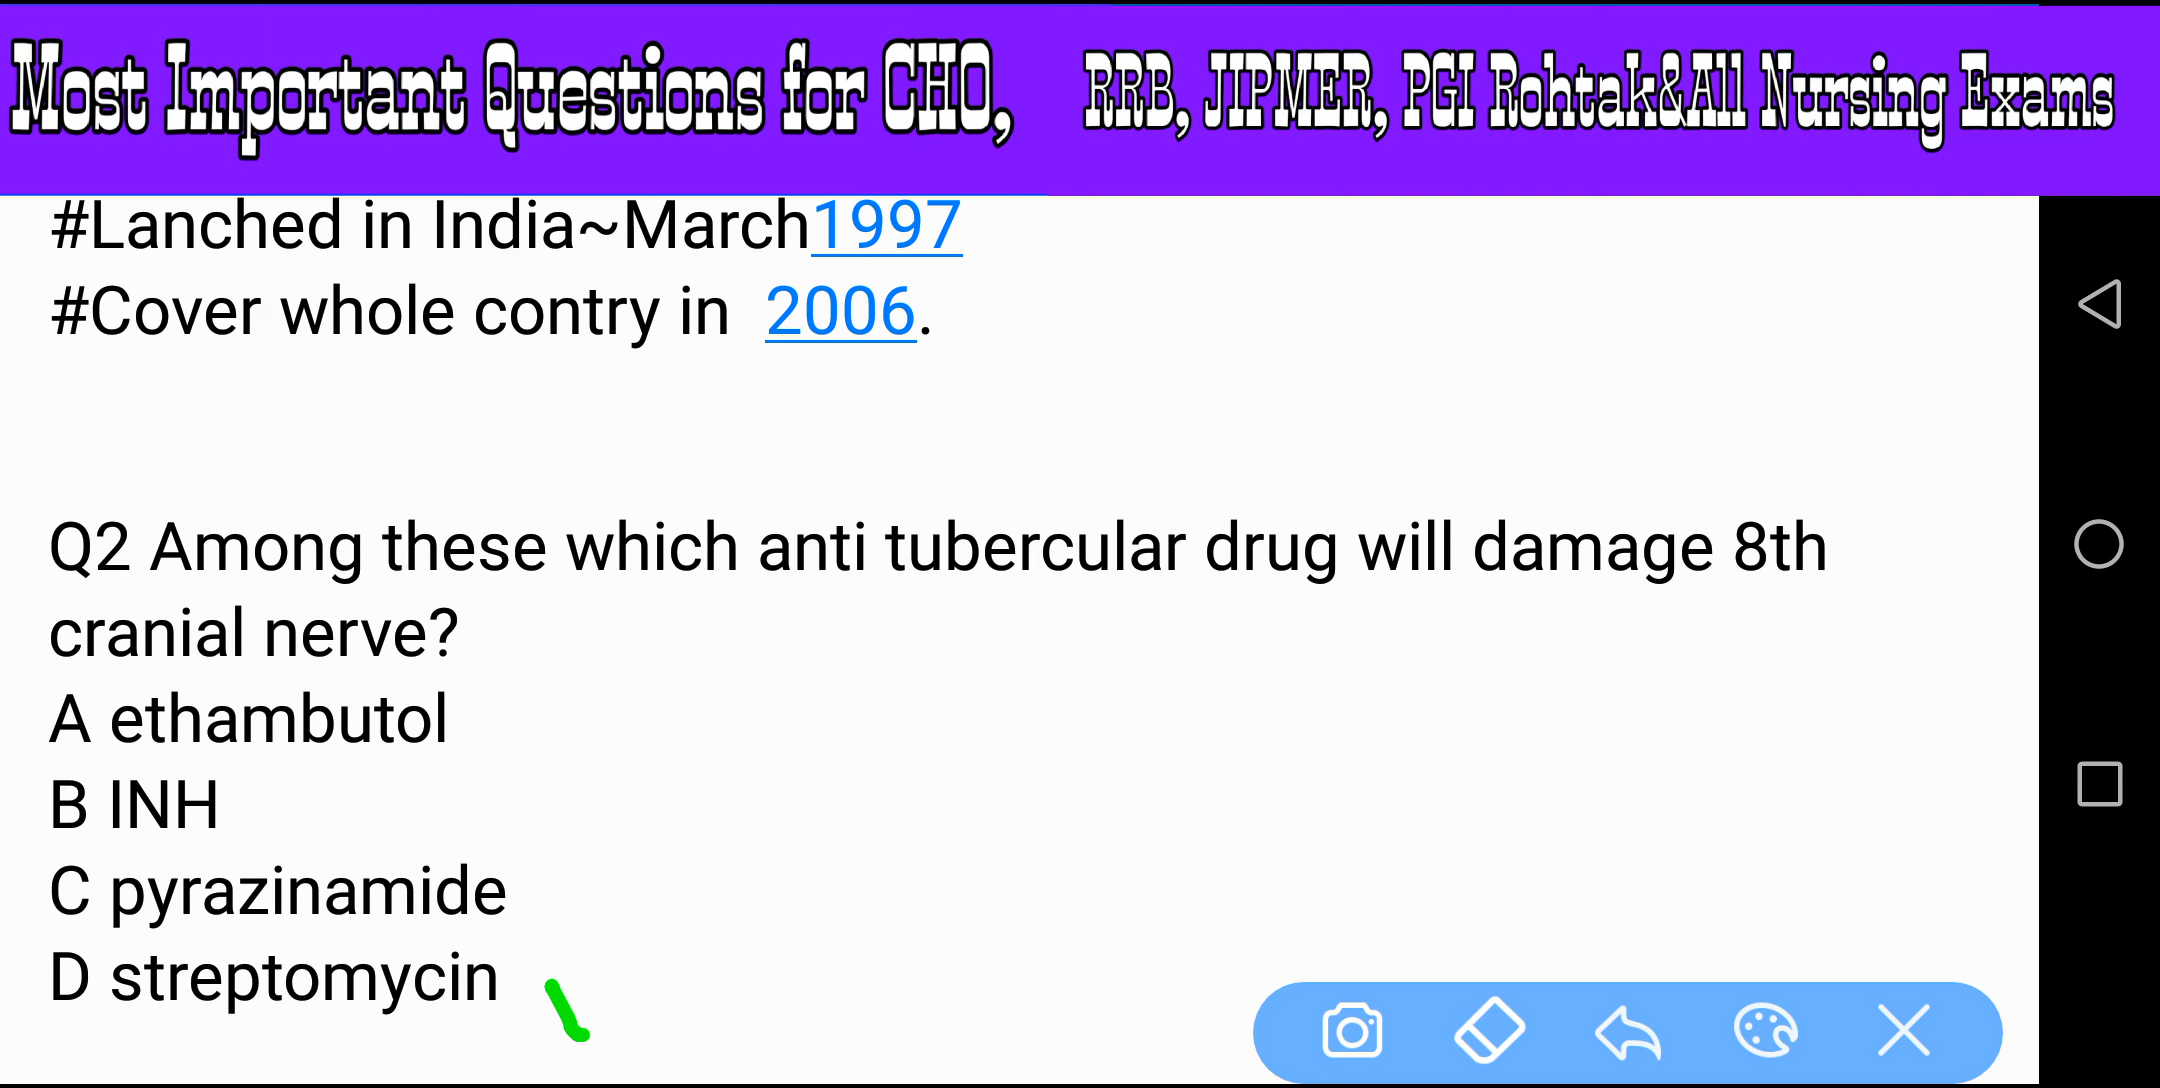 Most Important Questions for CHO, RRB, JIPMER, PGI Rohtak&All Nursing Exams
#Lanched in India~March1997
#Cover whole contry in 2006.
Q2 Among these which anti tubercular drug will damage 8th
cranial nerve?
A ethambutol
B INH
C pyrazinamide
D streptomycin